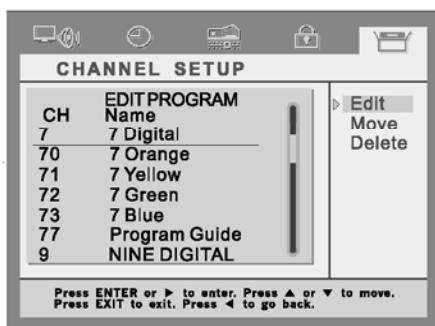 CHANNEL SETUP
EDIT PROGRAM
CH Name
7 7 Digital
70 7 Orange
71 7 Yellow
72 7 Green
73 7 Blue
77 Program Guide
9 NINE DIGITAL
Edit
Move
Delete
Press ENTER or ► to enter. Press ▲ or ▼ to move.
Press EXIT to exit. Press ◄ to go back.